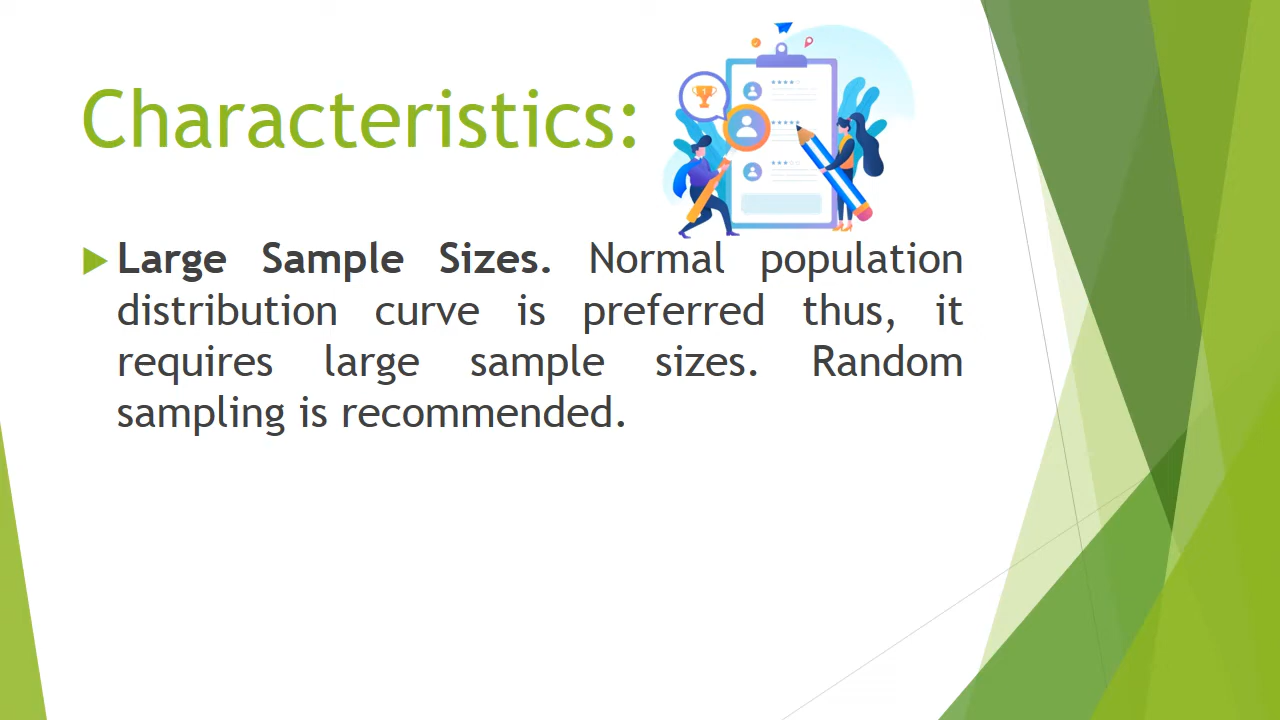 Characteristics:
Large Sample Sizes. Normal population
distribution curve is preferred thus, it
requires large sample sizes. Random
sampling is recommended.